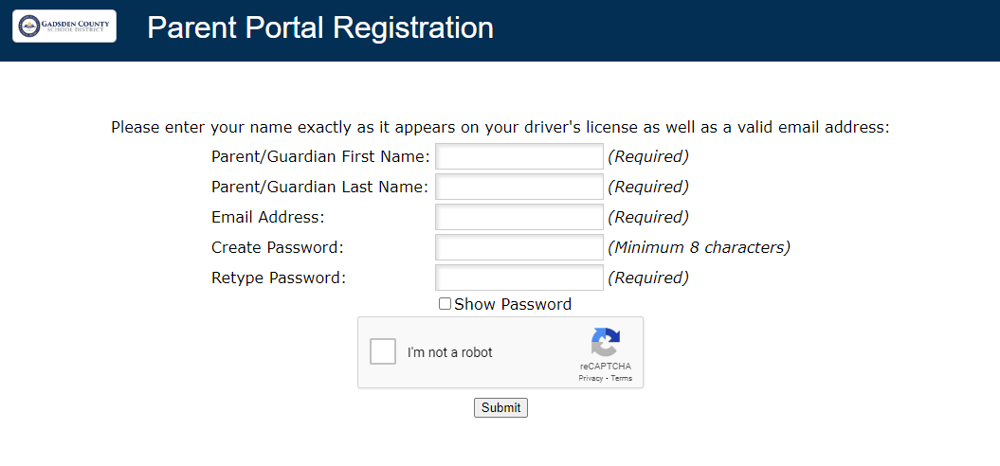 GADSDEN COUNTY
SCHOOL DISTRICT
Parent Portal Registration
Please enter your name exactly as it appears on your driver's license as well as a valid email address:
Parent/Guardian First Name: (Required)
Parent/Guardian Last Name: (Required)
Email Address: (Required)
Create Password: (Minimum 8 characters)
Retype Password: (Required)
Show Password
I'm not a robot
reCAPTCHA
Privacy - Terms
Submit